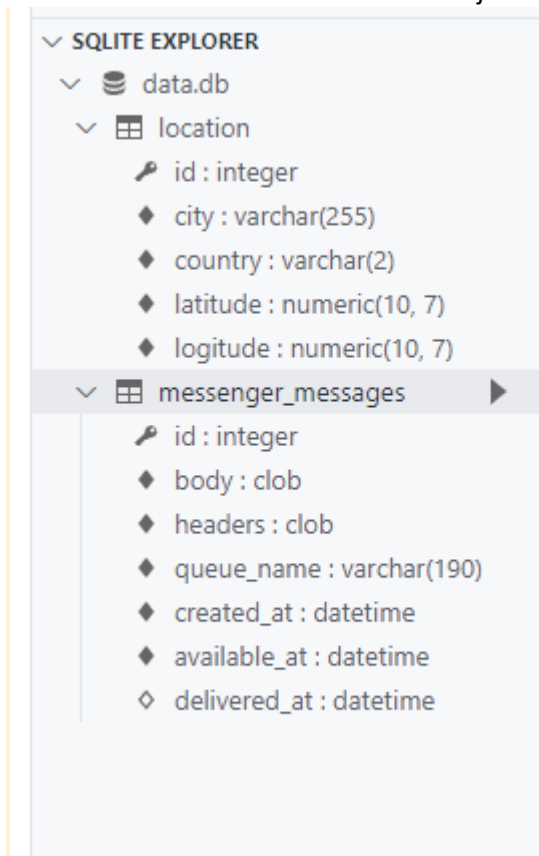 SQLITE EXPLORER
data.db
location
id : integer
city : varchar(255)
country : varchar(2)
latitude : numeric(10, 7)
logitude : numeric(10, 7)
messenger_messages
id : integer
body : clob
headers : clob
queue_name : varchar(190)
created_at : datetime
available_at : datetime
delivered_at : datetime